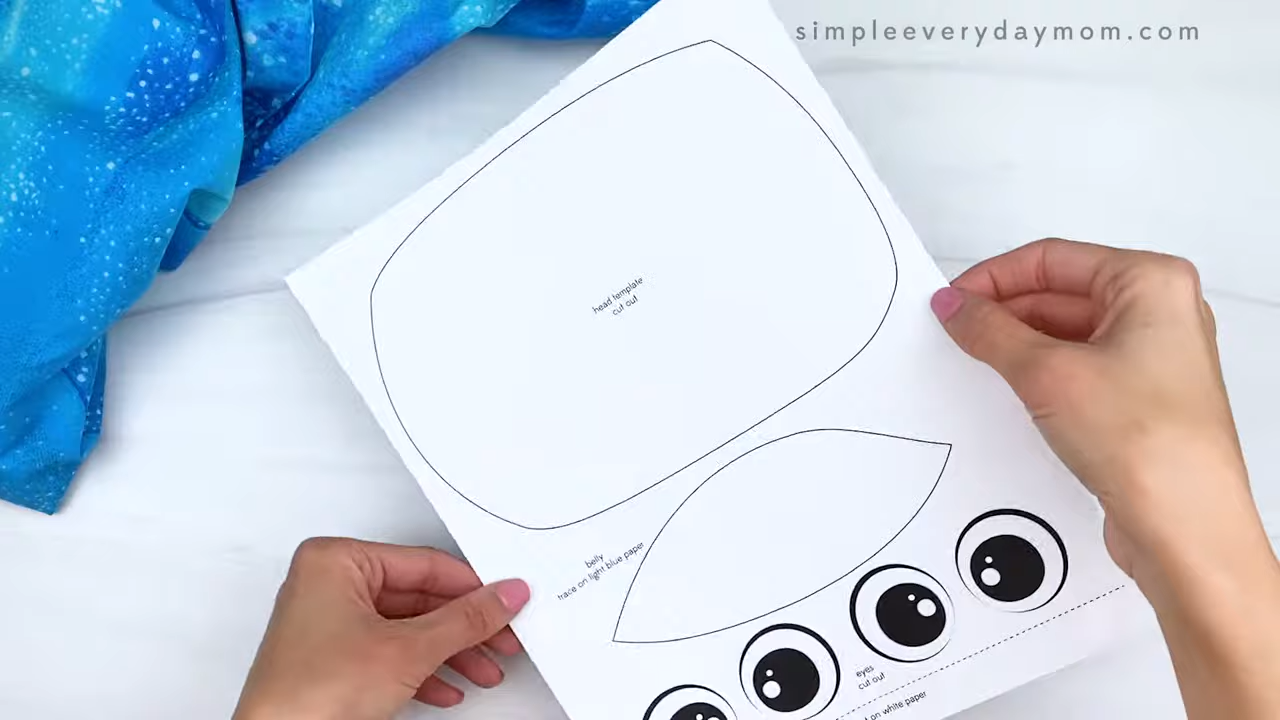 simpleeverydaymom.com
head template
cut out
belly
trace on light blue paper
eyes
cut out
on white paper